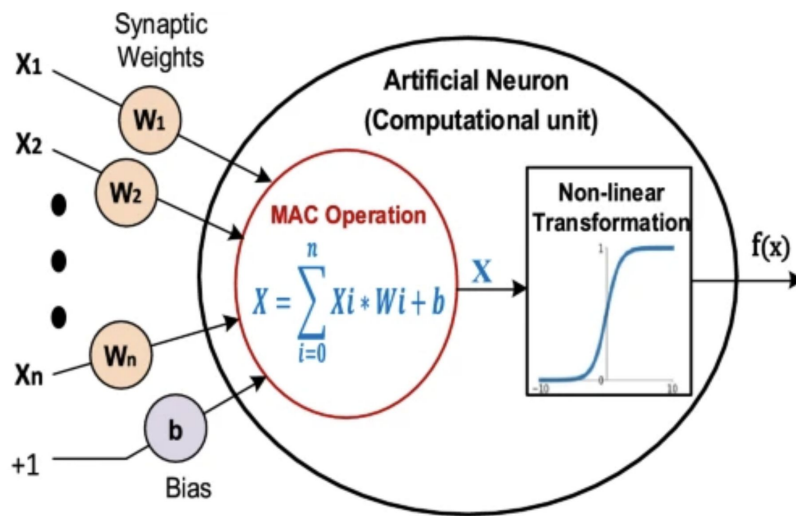 Synaptic
Weights
X1
W1
X2
W2
Xn
Wn
+1
b
Bias
Artificial Neuron
(Computational unit)
MAC Operation
X = ∑ Xi * Wi + b
n
i=0
X
Non-linear
Transformation
1
0
-10
10
f(x)